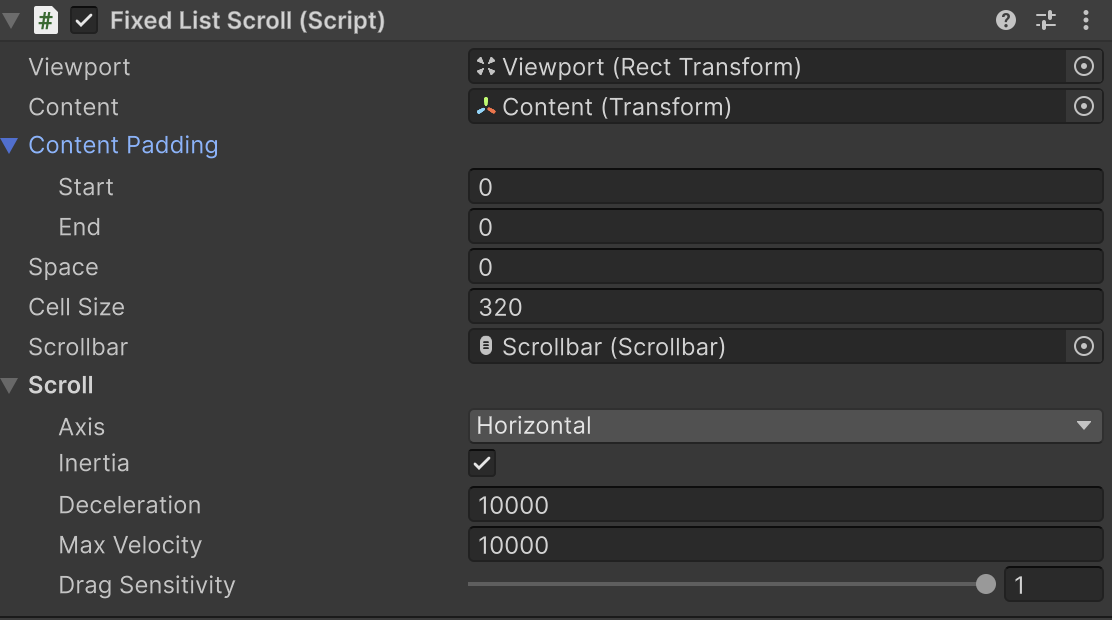 Fixed List Scroll (Script)
Viewport Viewport (Rect Transform)
Content Content (Transform)
Content Padding
Start 0
End 0
Space 0
Cell Size 320
Scrollbar Scrollbar (Scrollbar)
Scroll
Axis Horizontal
Inertia
Deceleration 10000
Max Velocity 10000
Drag Sensitivity 1